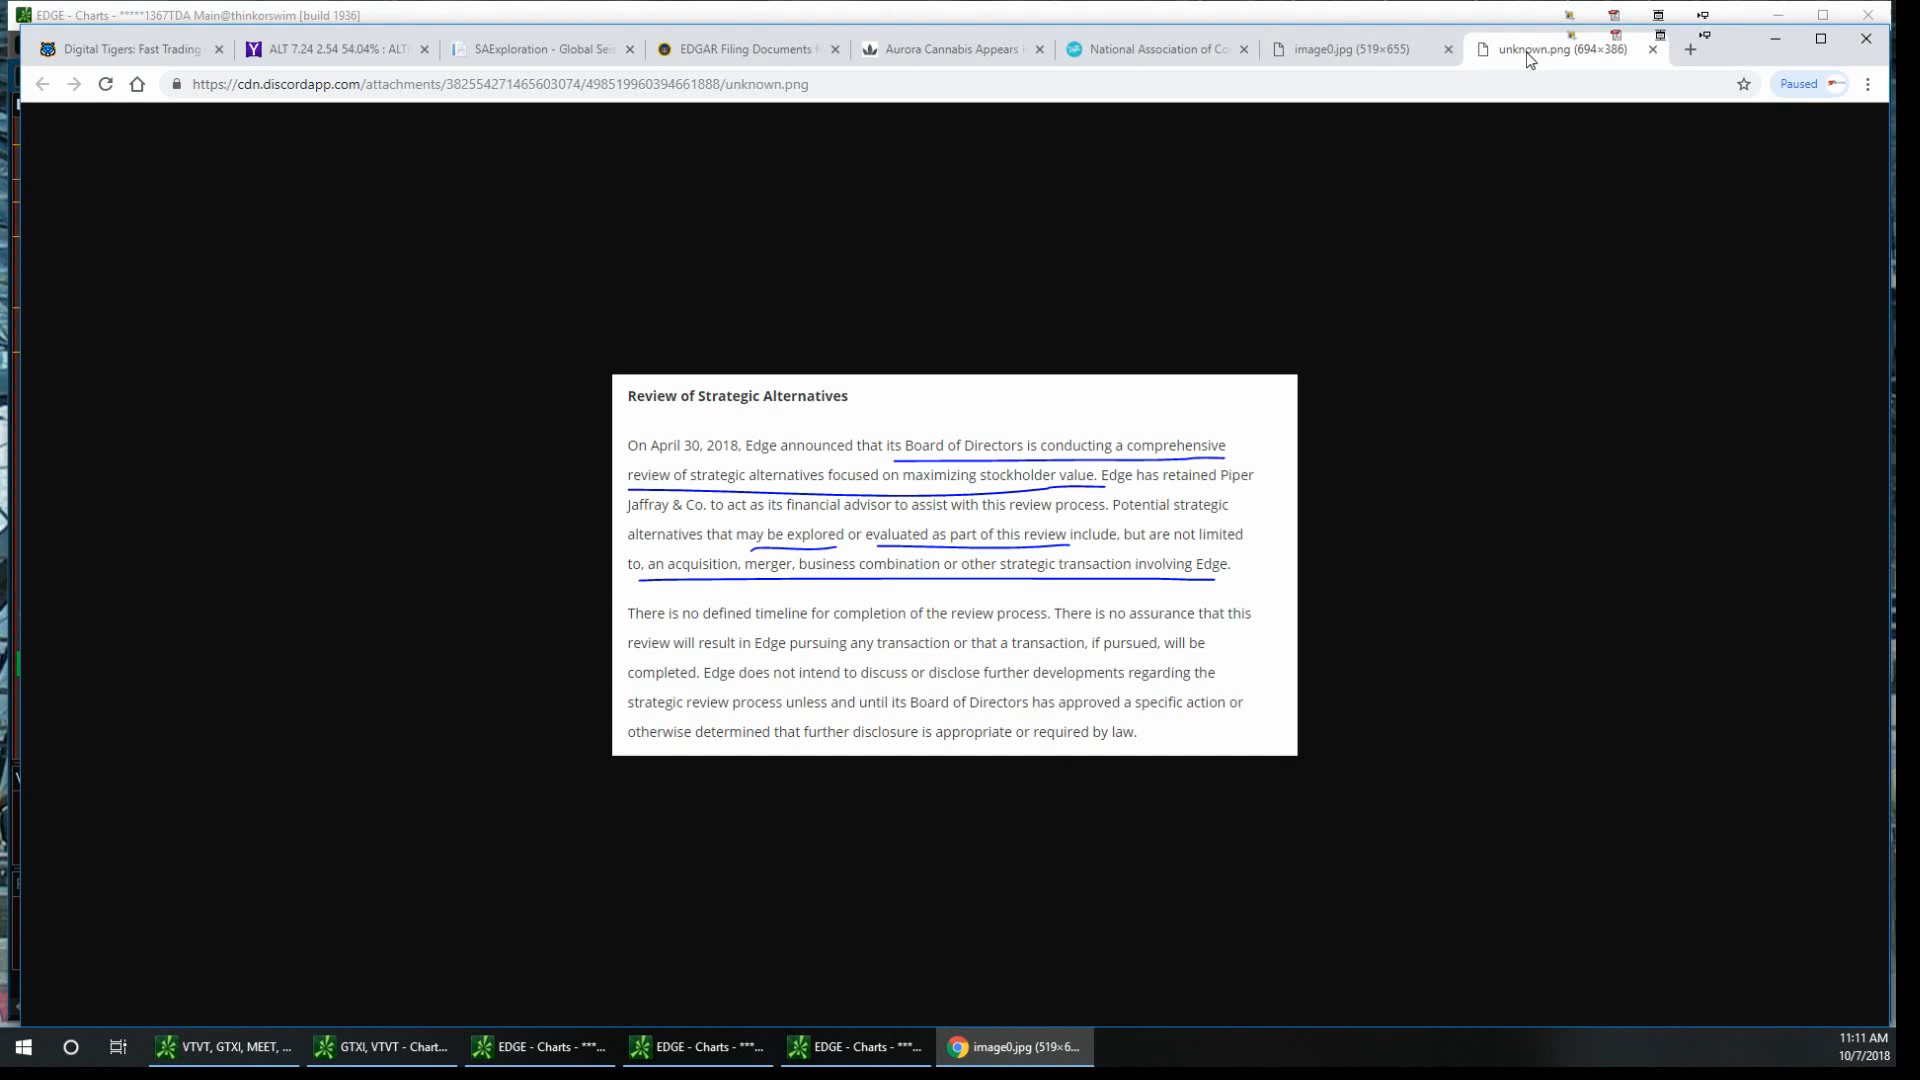 EDGE - Charts - *****1367TDA Main@thinkorswim [build 1936]
Digital Tigers: Fast Trading
ALT 7.24 2.54 54.04% : ALTI
SAExploration - Global Seis
EDGAR Filing Documents f
Aurora Cannabis Appears i
National Association of Co
image0.jpg (519×655)
unknown.png (694×386)
https://cdn.discordapp.com/attachments/382554271465603074/498519960394661888/unknown.png
Paused
Review of Strategic Alternatives
On April 30, 2018, Edge announced that its Board of Directors is conducting a comprehensive
review of strategic alternatives focused on maximizing stockholder value. Edge has retained Piper
Jaffray & Co. to act as its financial advisor to assist with this review process. Potential strategic
alternatives that may be explored or evaluated as part of this review include, but are not limited
to, an acquisition, merger, business combination or other strategic transaction involving Edge.
There is no defined timeline for completion of the review process. There is no assurance that this
review will result in Edge pursuing any transaction or that a transaction, if pursued, will be
completed. Edge does not intend to discuss or disclose further developments regarding the
strategic review process unless and until its Board of Directors has approved a specific action or
otherwise determined that further disclosure is appropriate or required by law.
VTVT, GTXI, MEET, ...
GTXI, VTVT - Chart...
EDGE - Charts - ***...
EDGE - Charts - ***...
EDGE - Charts - ***...
image0.jpg (519×6...
11:11 AM
10/7/2018